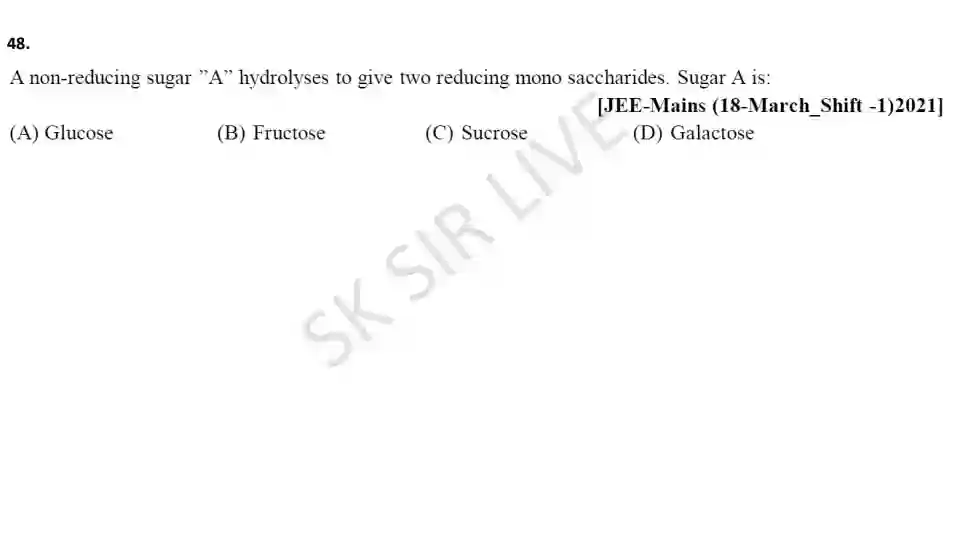 48.
A non-reducing sugar ”A” hydrolyses to give two reducing mono saccharides. Sugar A is:
[JEE-Mains (18-March_Shift -1)2021]
(A) Glucose (B) Fructose (C) Sucrose (D) Galactose
SK SIR LIVE